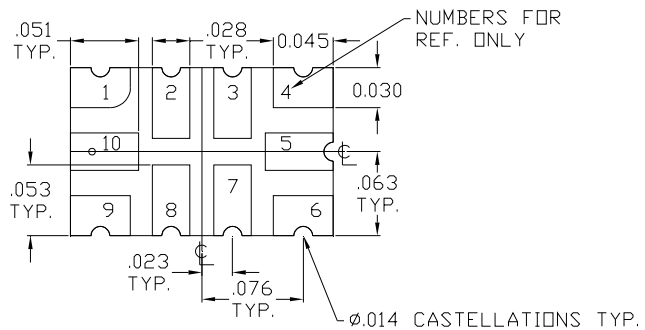 .051
TYP.
.028
TYP.
0.045
NUMBERS FOR
REF. ONLY
1
2
3
4
0.030
10
5
℄
.053
TYP.
7
.063
TYP.
9
8
6
℄
.023
TYP.
.076
TYP.
Ø.014 CASTELLATIONS TYP.